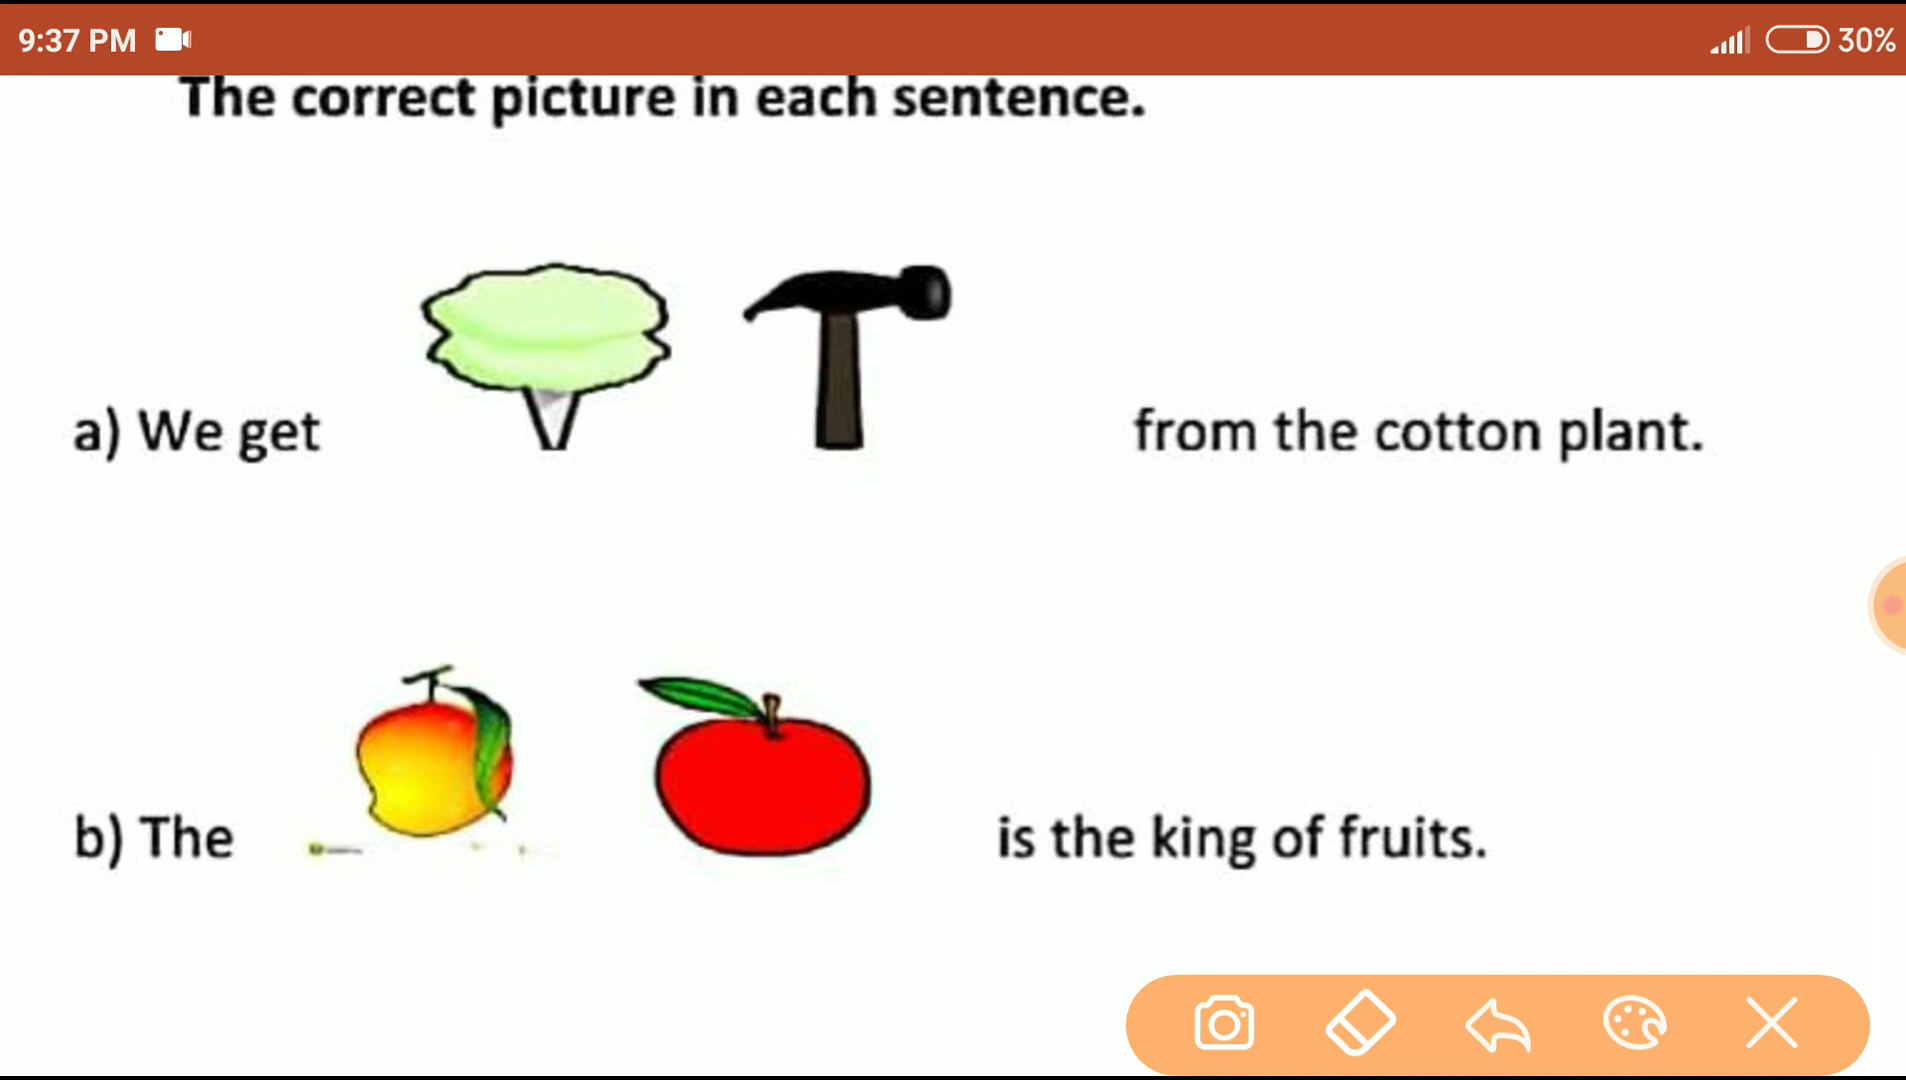 9:37 PM 30%
The correct picture in each sentence.
a) We get from the cotton plant.
b) The is the king of fruits.